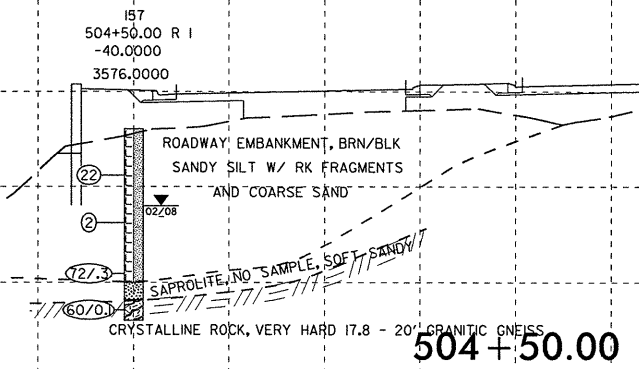 157
504+50.00 R 1
-40.0000
3576.0000
ROADWAY EMBANKMENT, BRN/BLK
SANDY SILT W/ RK FRAGMENTS
AND COARSE SAND
22
02/08
2
72/.3
SAPROLITE, NO SAMPLE, SOFT SANDY
60/0.1
CRYSTALLINE ROCK, VERY HARD 17.8 - 20' GRANITIC GNEISS
504+50.00